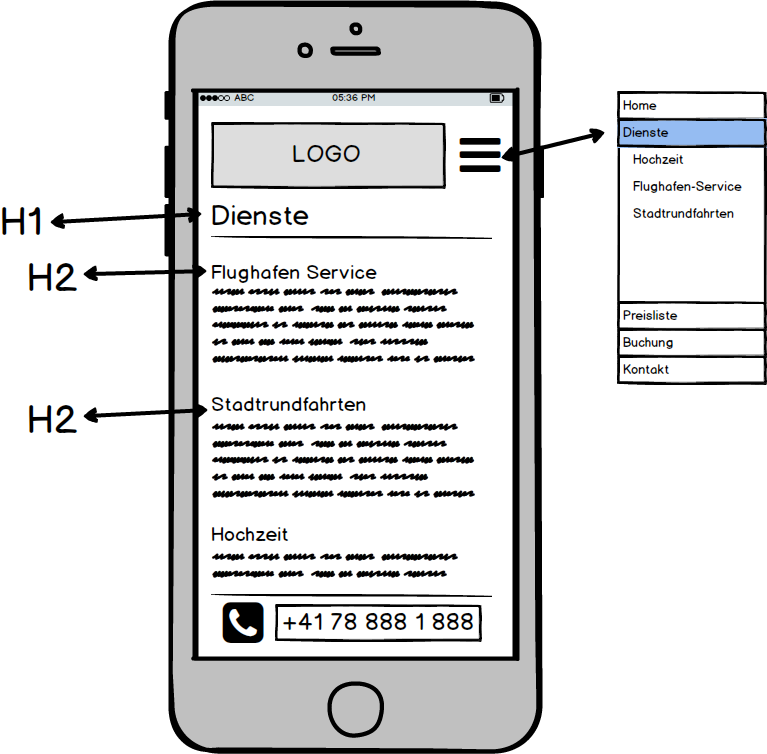 ABC 05:36 PM
LOGO
H1
Dienste
H2
Flughafen Service
H2
Stadtrundfahrten
Hochzeit
+41 78 888 1 888
Home
Dienste
Hochzeit
Flughafen-Service
Stadtrundfahrten
Preisliste
Buchung
Kontakt